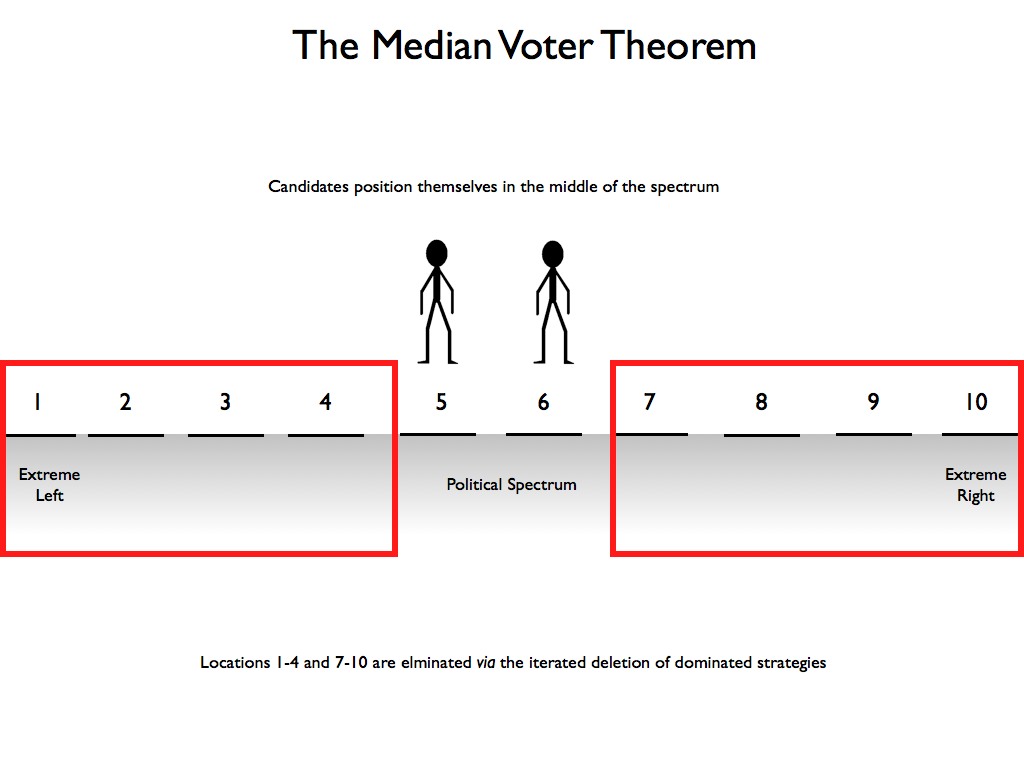 The Median Voter Theorem
Candidates position themselves in the middle of the spectrum
1 2 3 4 5 6 7 8 9 10
Extreme
Left
Political Spectrum
Extreme
Right
Locations 1-4 and 7-10 are elminated via the iterated deletion of dominated strategies